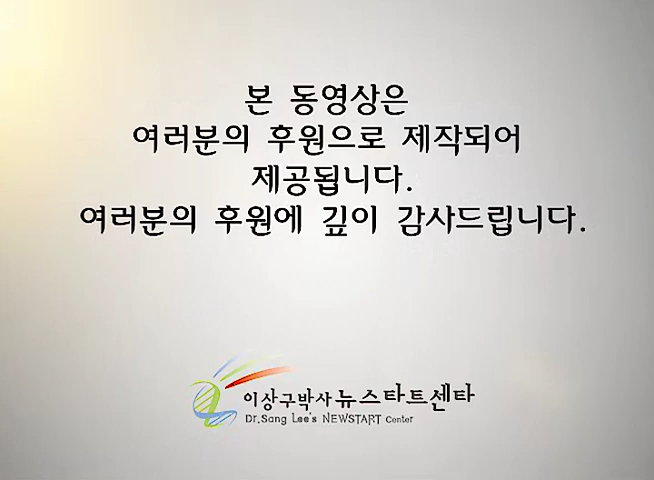 본 동영상은
여러분의 후원으로 제작되어
제공됩니다.
여러분의 후원에 깊이 감사드립니다.
이상구박사 뉴스타트센타
Dr.Sang Lee's NEWSTART Center